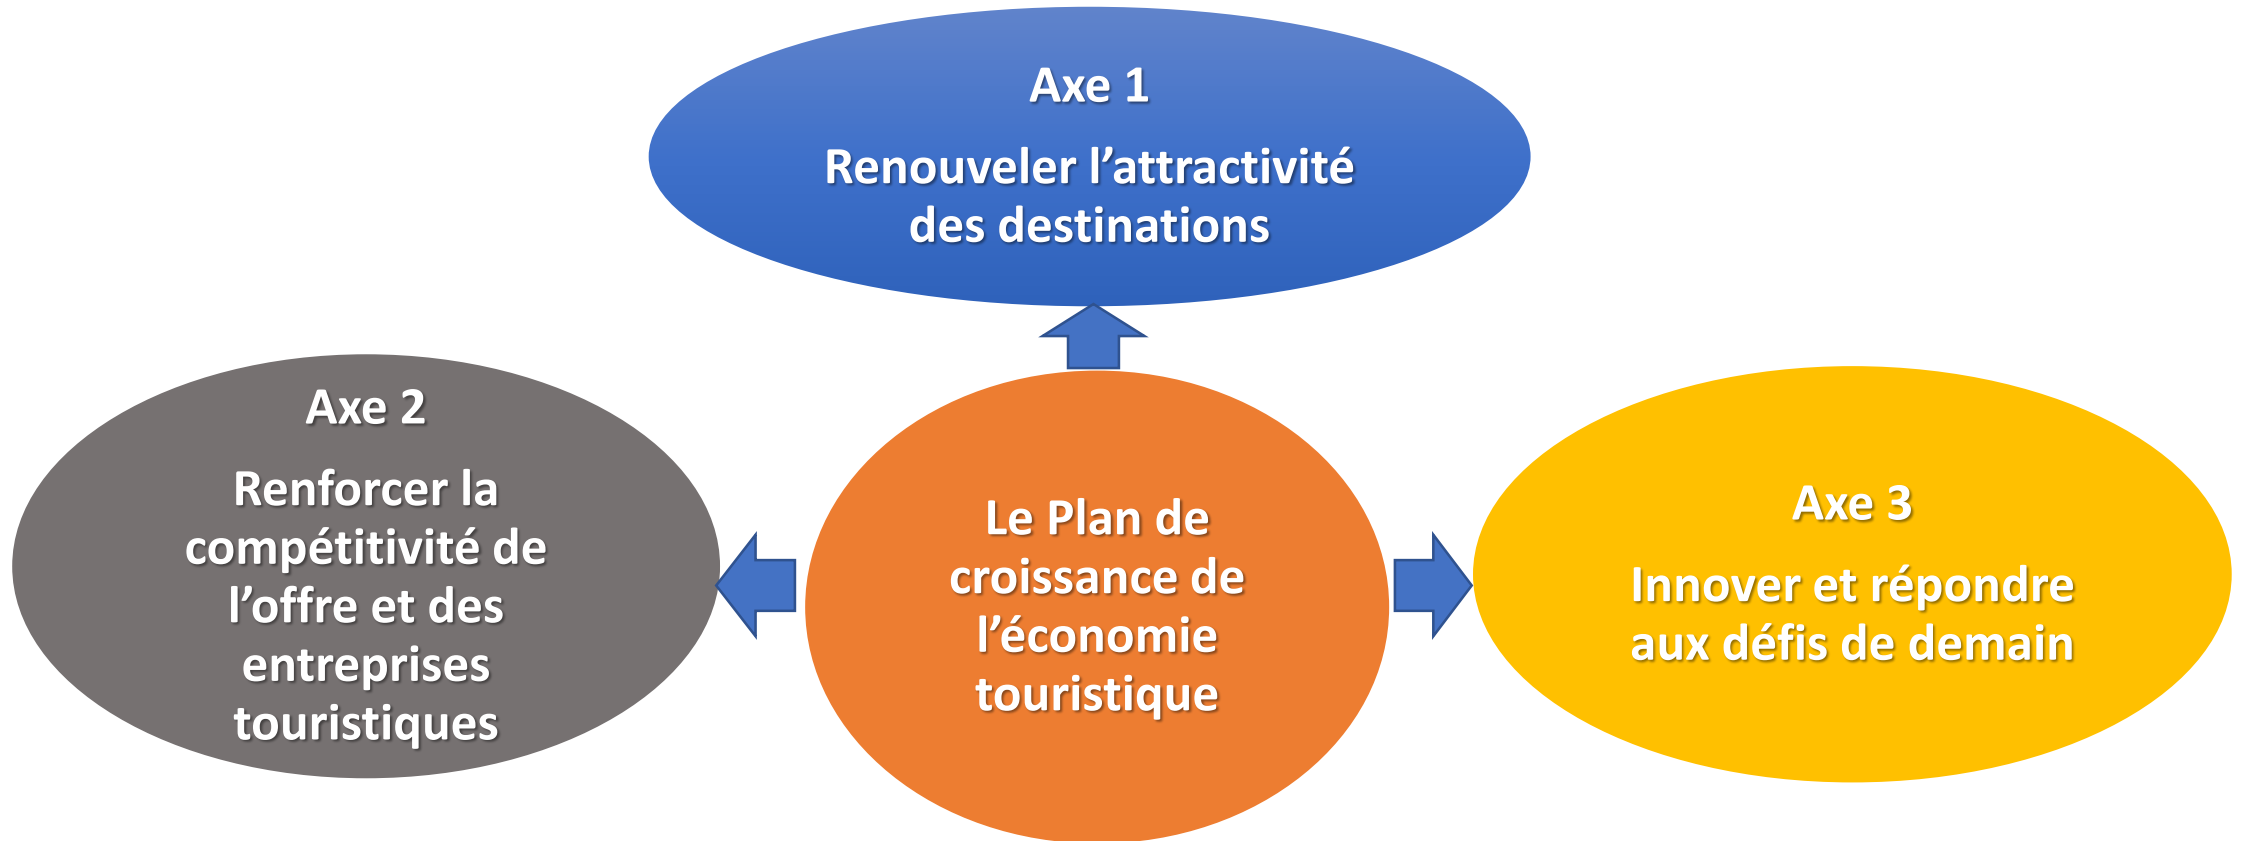 Axe 1
Renouveler l’attractivité
des destinations
Axe 2
Renforcer la
compétitivité de
l’offre et des
entreprises
touristiques
Le Plan de
croissance de
l’économie
touristique
Axe 3
Innover et répondre
aux défis de demain